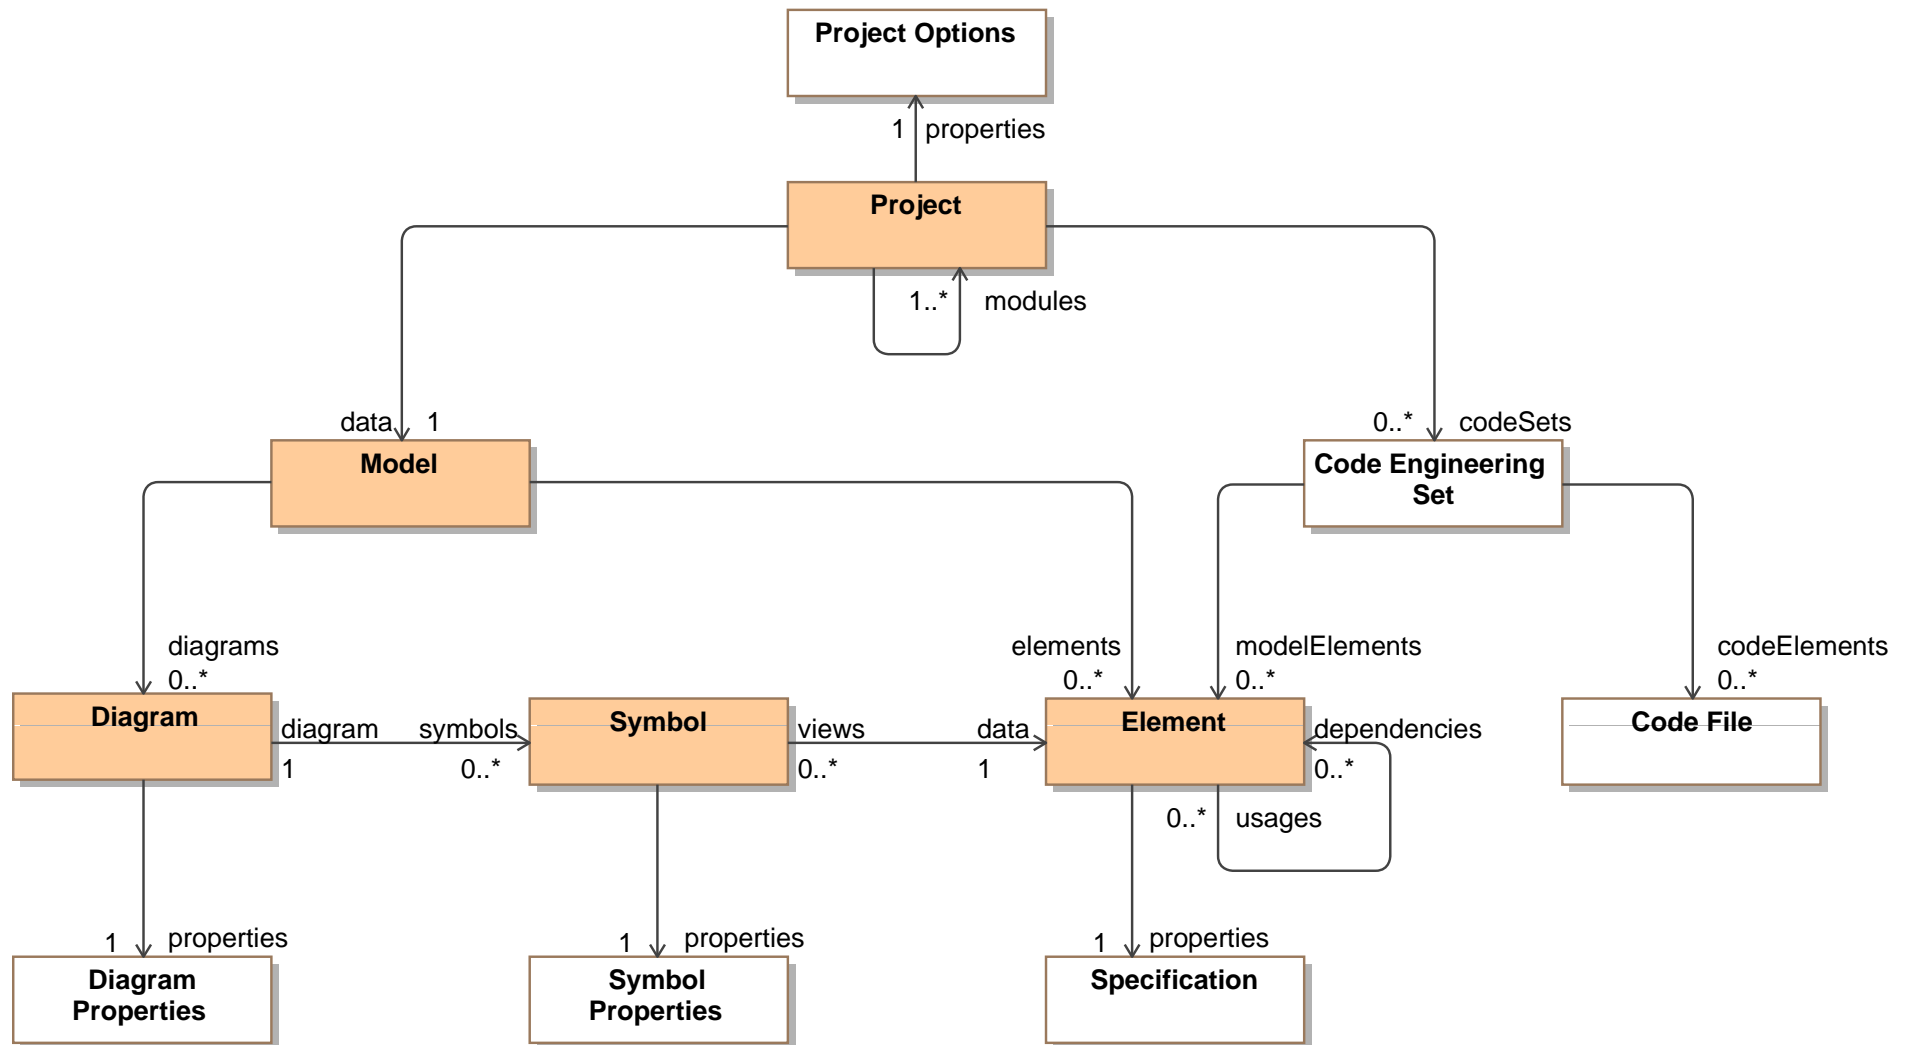 Project Options
1 properties
Project
1..* modules
data 1
0..* codeSets
Model
Code Engineering
Set
diagrams
0..*
elements
0..*
modelElements
0..*
codeElements
0..*
Diagram
diagram symbols
1 0..*
Symbol
views data
0..* 1
Element
dependencies
0..*
Code File
0..* usages
1 properties
1 properties
1 properties
Diagram
Properties
Symbol
Properties
Specification